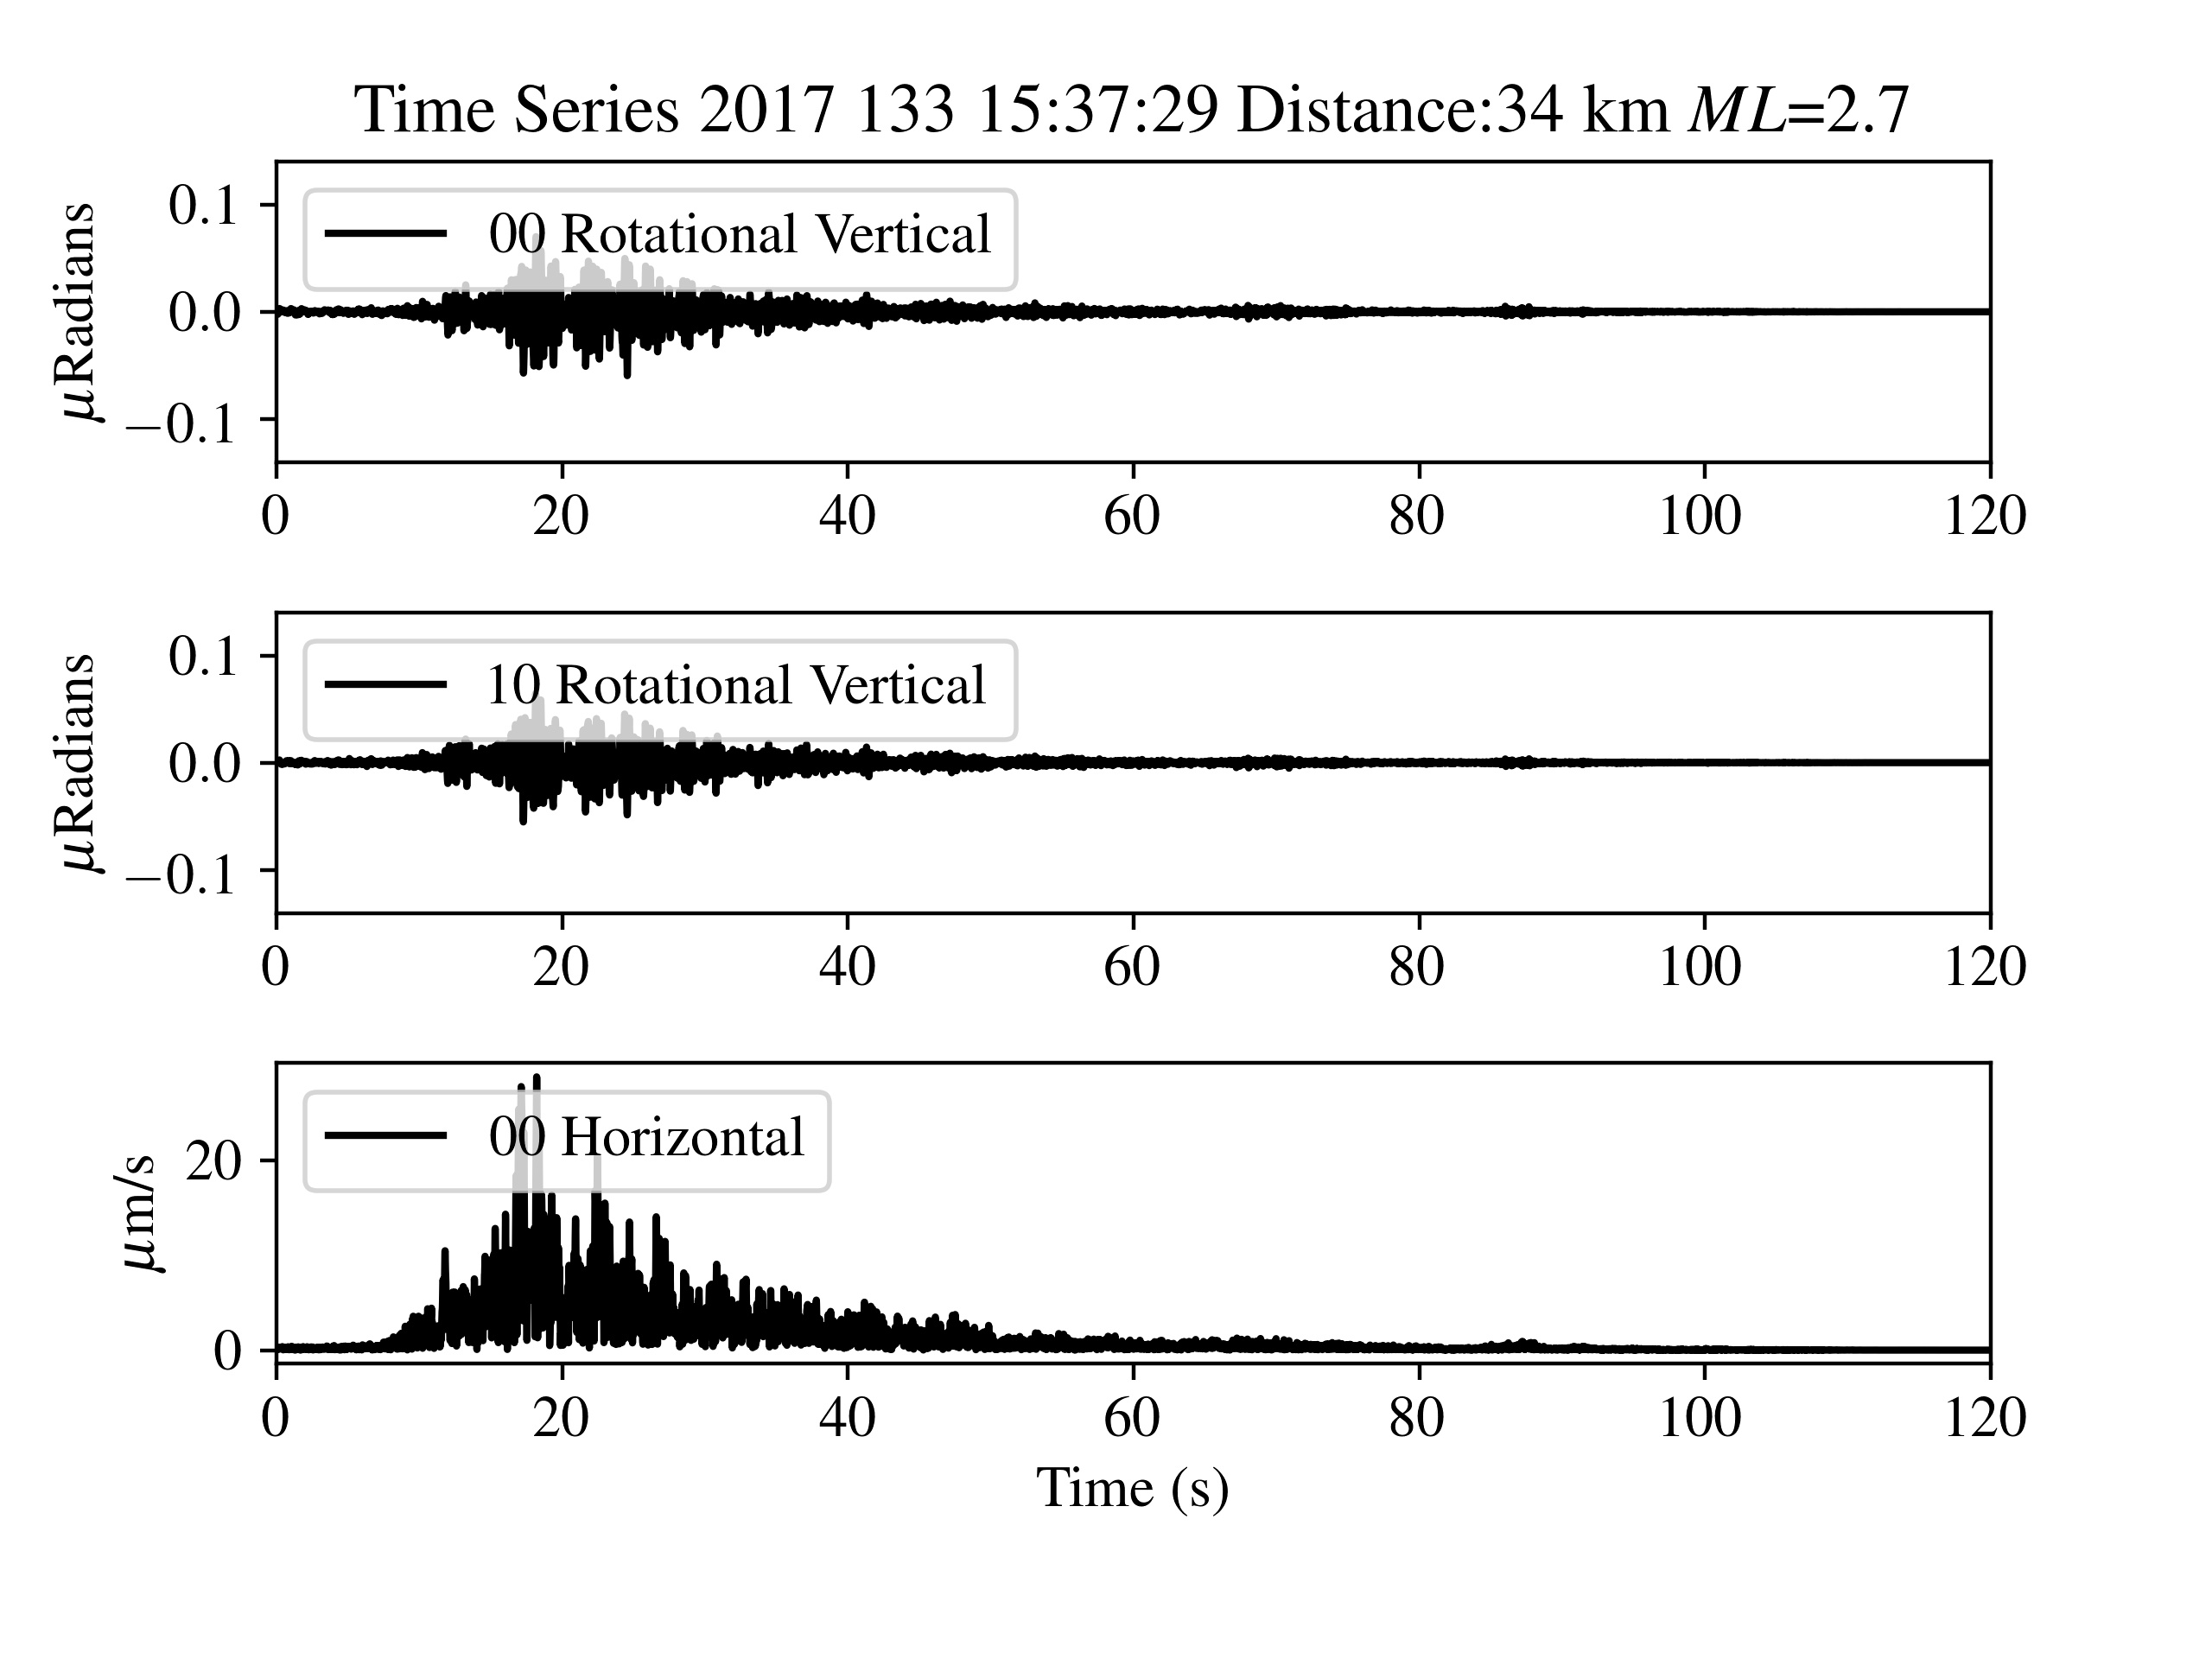 Time Series 2017 133 15:37:29 Distance:34 km ML=2.7
μRadians
0.1
0.0
−0.1
00 Rotational Vertical
0 20 40 60 80 100 120
μRadians
0.1
0.0
−0.1
10 Rotational Vertical
0 20 40 60 80 100 120
μm/s
20
0
00 Horizontal
0 20 40 60 80 100 120
Time (s)